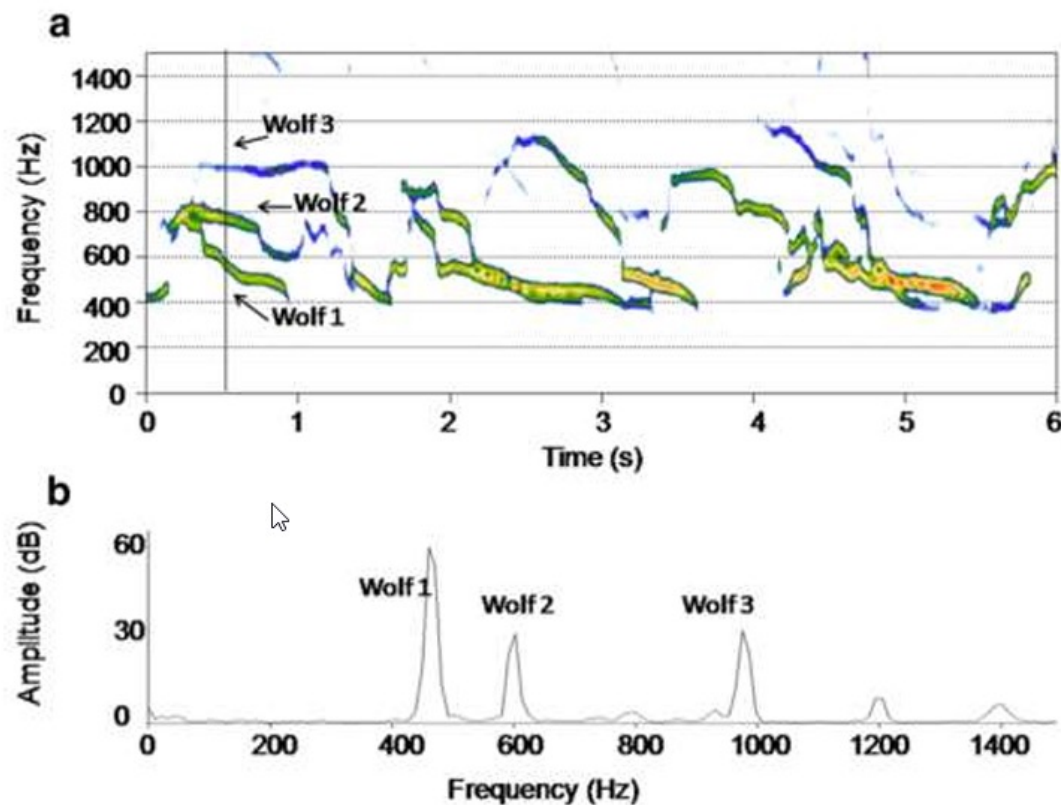 a
1400
1200
1000
800
600
400
200
0
Frequency (Hz)
Wolf 3
Wolf 2
Wolf 1
0 1 2 3 4 5 6
Time (s)
b
60
30
0
Amplitude (dB)
Wolf 1 Wolf 2 Wolf 3
0 200 400 600 800 1000 1200 1400
Frequency (Hz)